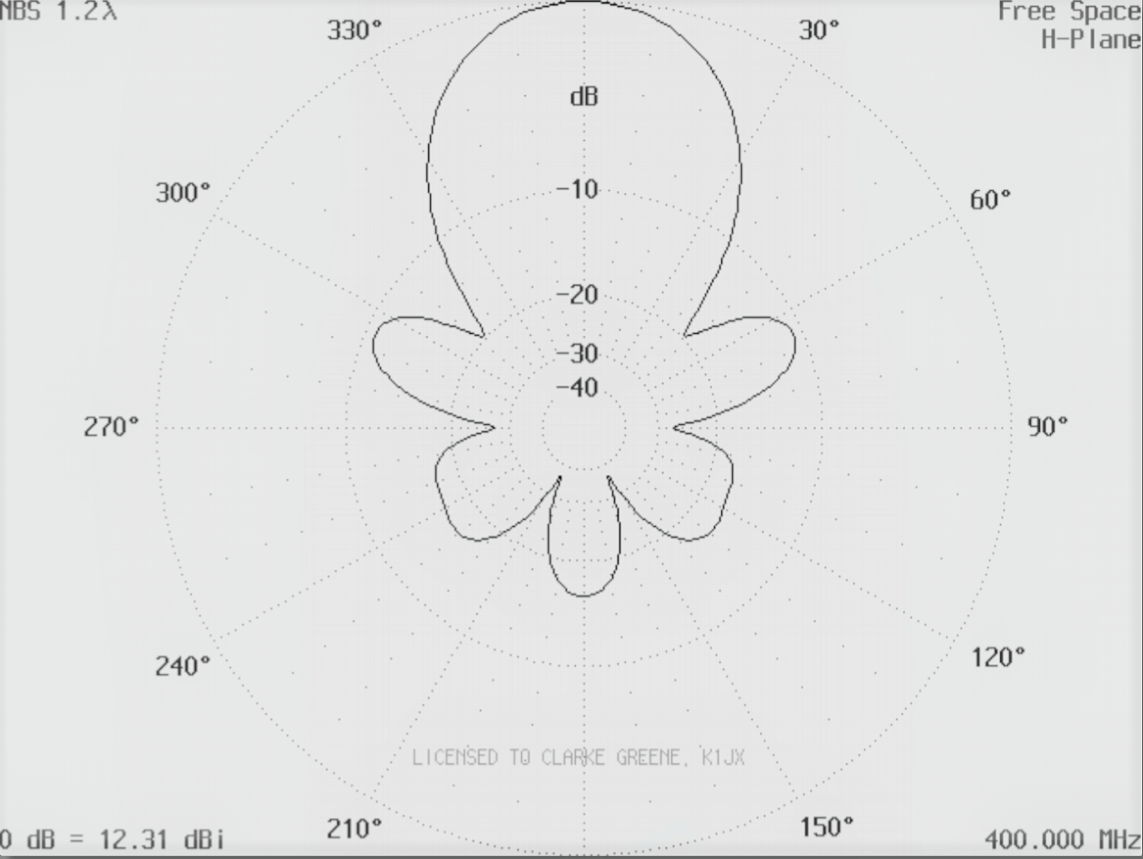 NBS 1.2λ
Free Space
H-Plane
330°
30°
dB
300°
-10
60°
-20
-30
-40
270°
90°
240°
120°
LICENSED TO CLARKE GREENE, K1JX
210°
150°
0 dB = 12.31 dBi
400.000 MHz